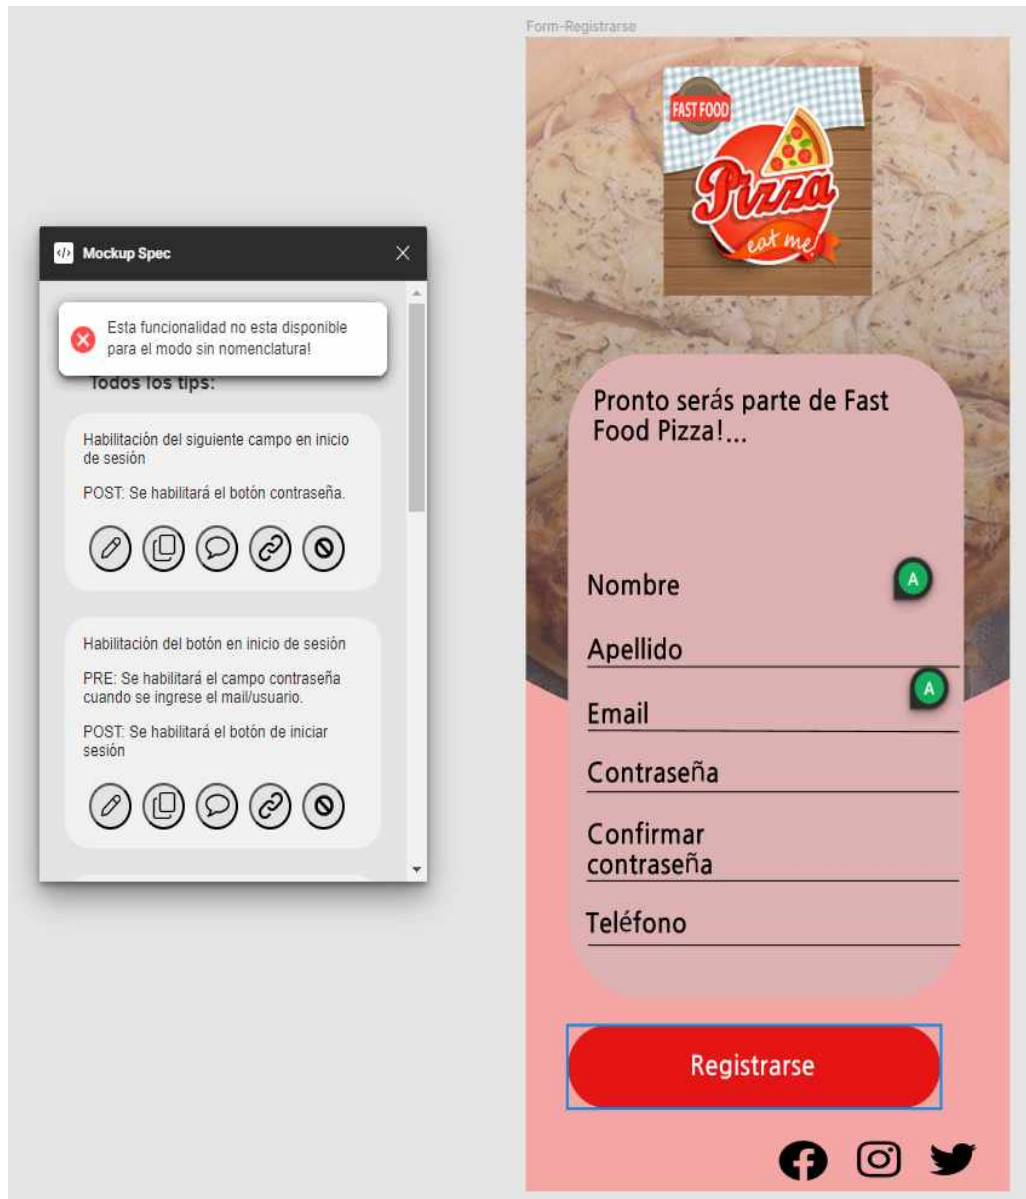 Form-Registrarse
FAST FOOD
Pizza
eat me!
</> Mockup Spec
Esta funcionalidad no esta disponible
para el modo sin nomenclatura!
Todos los tips:
Habilitación del siguiente campo en inicio
de sesión
POST: Se habilitará el botón contraseña.
Habilitación del botón en inicio de sesión
PRE: Se habilitará el campo contraseña
cuando se ingrese el mail/usuario.
POST: Se habilitará el botón de iniciar
sesión
Pronto serás parte de Fast
Food Pizza!...
Nombre
A
Apellido
A
Email
Contraseña
Confirmar
contraseña
Teléfono
Registrarse